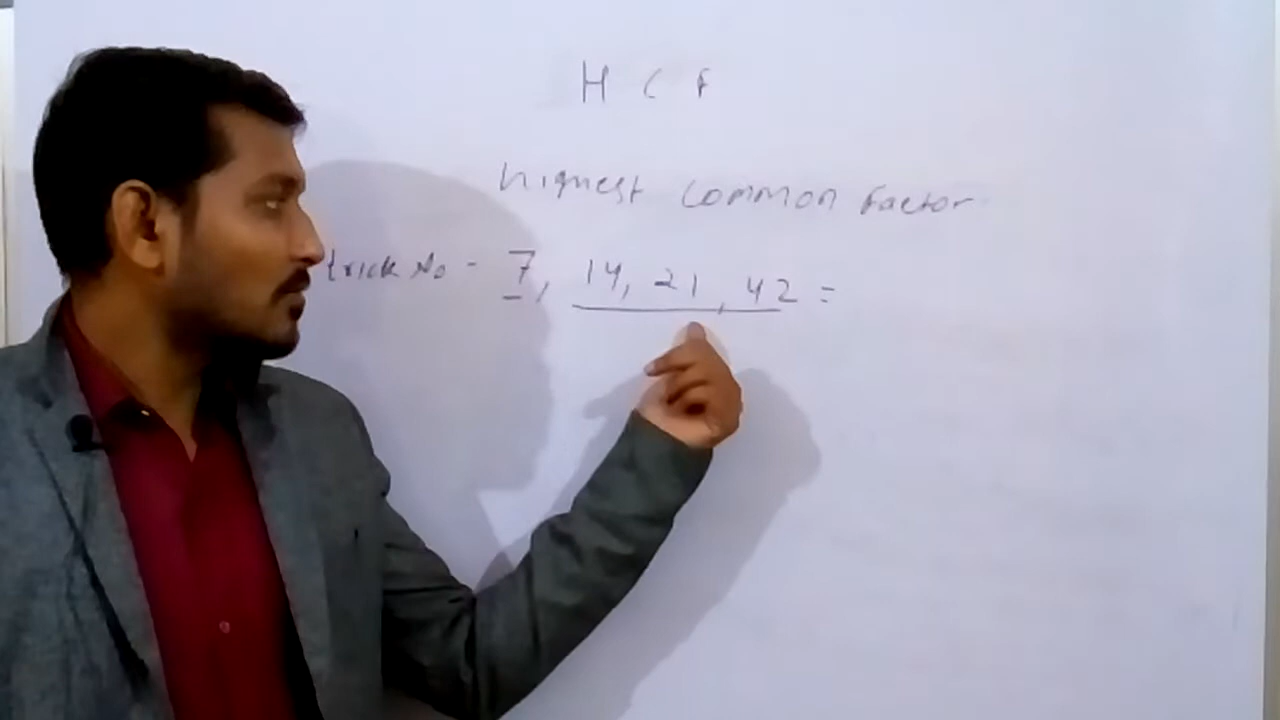 H C F
highest common factor
trick No - 7, 14, 21, 42 =